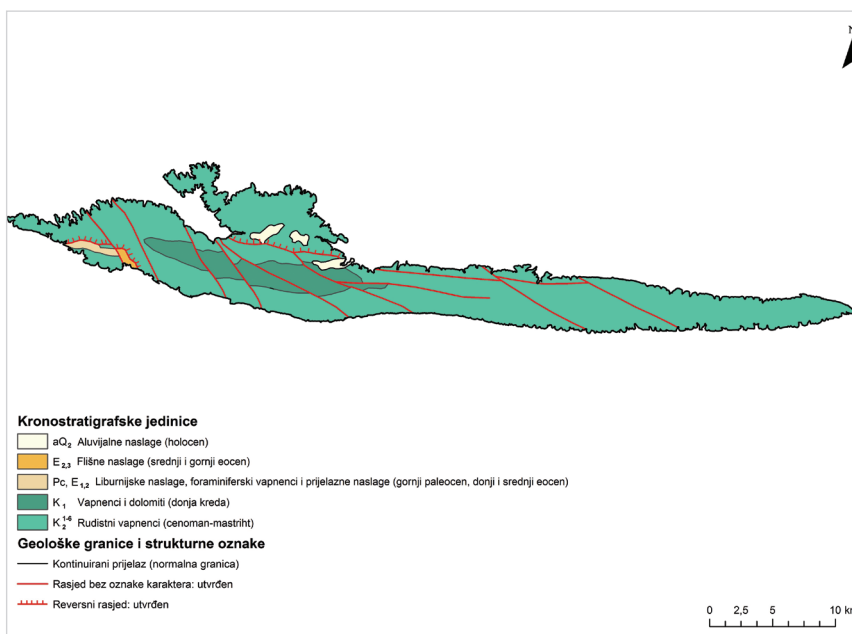 N
Kronostratigrafske jedinice
aQ₂ Aluvijalne naslage (holocen)
E₂,₃ Flišne naslage (srednji i gornji eocen)
Pc, E₁,₂ Liburnijske naslage, foraminiferski vapnenci i prijelazne naslage (gornji paleocen, donji i srednji eocen)
K₁ Vapnenci i dolomiti (donja kreda)
K₂¹⁻⁶ Rudistni vapnenci (cenoman-mastriht)
Geološke granice i strukturne oznake
Kontinuirani prijelaz (normalna granica)
Rasjed bez oznake karaktera: utvrđen
Reversni rasjed: utvrđen
0 2,5 5 10 km